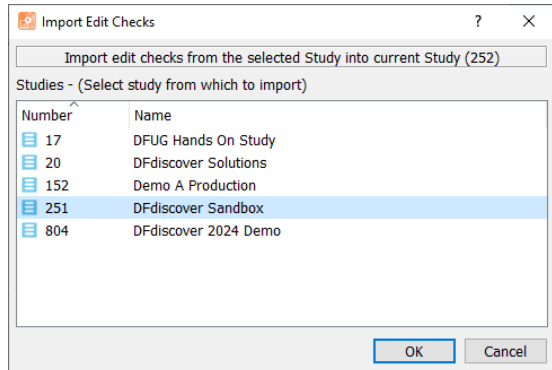 Import Edit Checks
Import edit checks from the selected Study into current Study (252)
Studies - (Select study from which to import)
Number Name
17 DFUG Hands On Study
20 DFdiscover Solutions
152 Demo A Production
251 DFdiscover Sandbox
804 DFdiscover 2024 Demo
OK Cancel